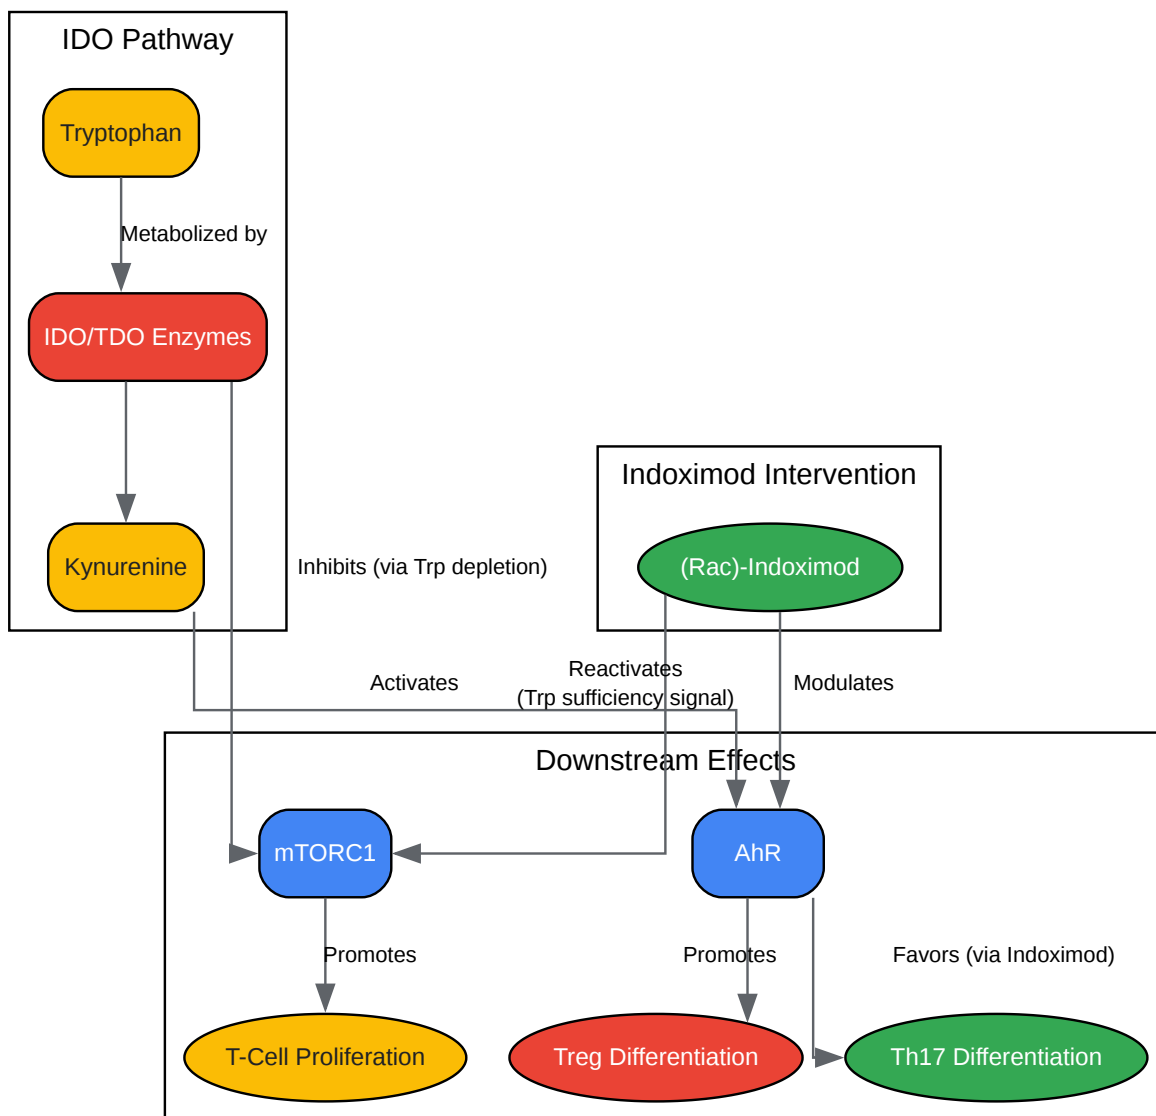 IDO Pathway
Tryptophan
Metabolized by
IDO/TDO Enzymes
Indoximod Intervention
Kynurenine
Inhibits (via Trp depletion)
(Rac)-Indoximod
Activates
Reactivates
(Trp sufficiency signal)
Modulates
Downstream Effects
mTORC1
AhR
Promotes
Promotes
Favors (via Indoximod)
T-Cell Proliferation
Treg Differentiation
Th17 Differentiation